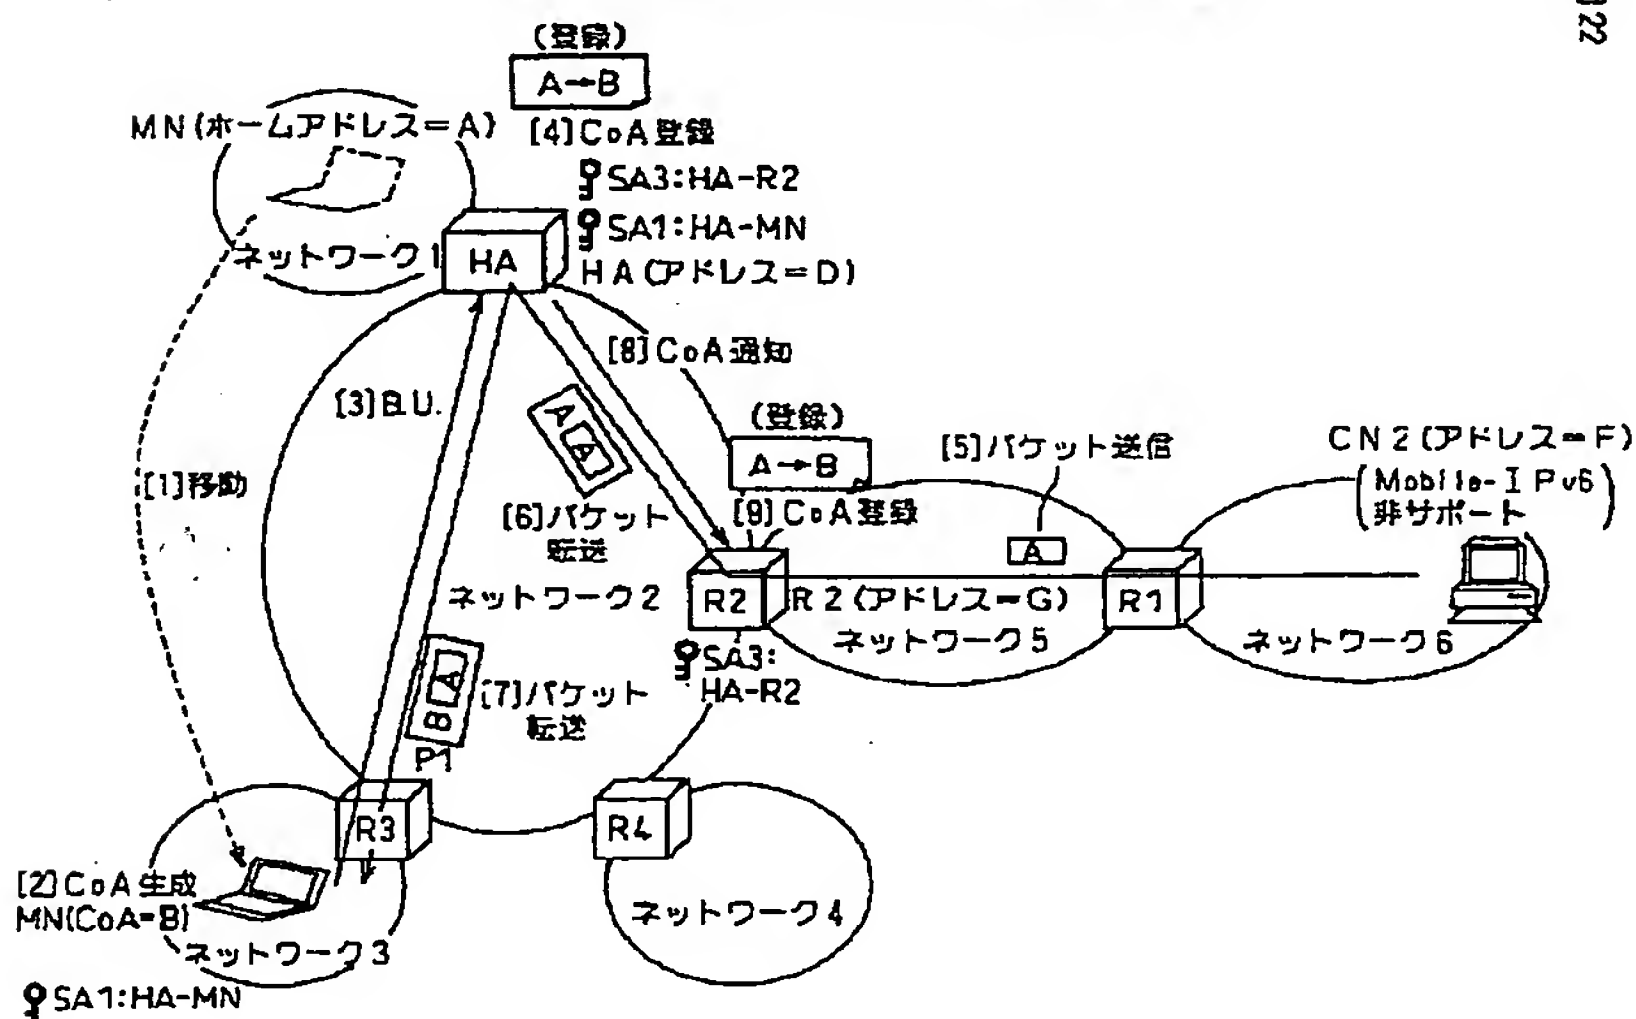 22
(登録)
A→B
MN(ホームアドレス=A)
[4]CoA登録
SA3:HA-R2
SA1:HA-MN
ネットワーク1
HA
HA(アドレス=D)
[8]CoA通知
[3]B.U.
A
A
(登録)
A→B
[5]パケット送信
CN2(アドレス=F)
(Mobile-IPv6
非サポート)
[1]移動
[6]パケット
転送
[9]CoA登録
A
ネットワーク2
R2
R2(アドレス=G)
R1
ネットワーク5
ネットワーク6
SA3:
HA-R2
A
B
[7]パケット
転送
P1
R3
R4
[2]CoA生成
MN(CoA=B)
ネットワーク3
ネットワーク4
SA1:HA-MN